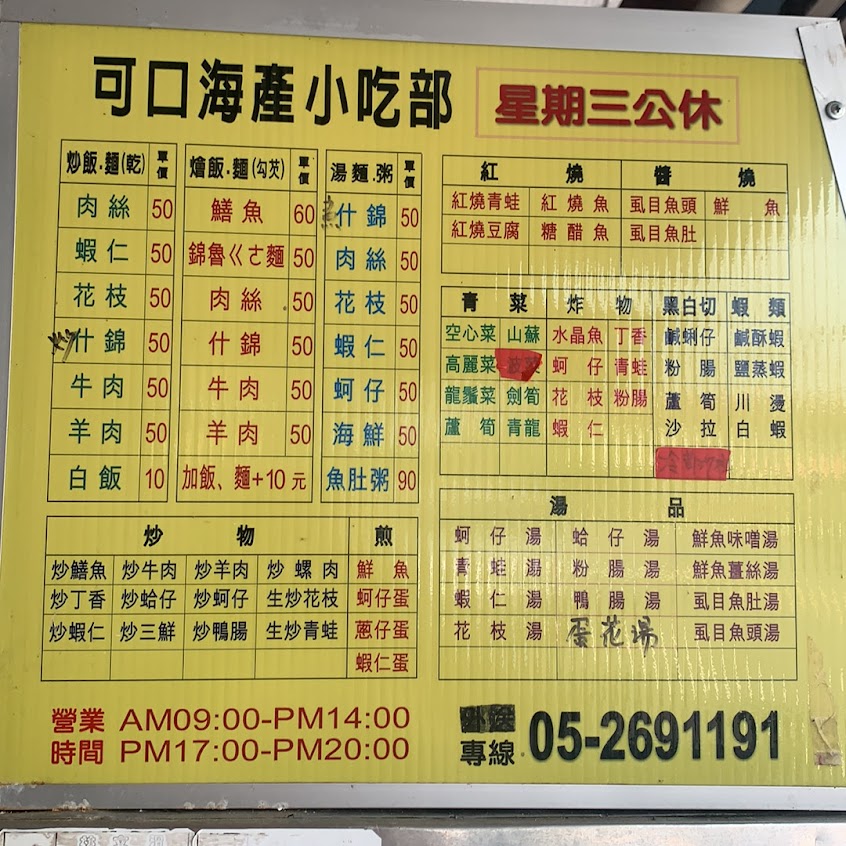 可口海產小吃部 星期三公休
炒飯.麵(乾) 單價
肉絲 50
蝦仁 50
花枝 50
炒什錦 50
牛肉 50
羊肉 50
白飯 10
燴飯.麵(勾芡) 單價
鱔魚 60
錦魯ㄍㄜ麵 50
肉絲 50
什錦 50
牛肉 50
羊肉 50
加飯、麵+10元
湯麵.粥 單價
什錦 50
肉絲 50
花枝 50
蝦仁 50
蚵仔 50
海鮮 50
魚肚粥 90
紅燒 醬燒
紅燒青蛙 紅燒魚 虱目魚頭 鮮魚
紅燒豆腐 糖醋魚 虱目魚肚
青菜 炸物 黑白切 蝦類
空心菜 山蘇 水晶魚 丁香 鹹蜊仔 鹹酥蝦
高麗菜 蚵仔 青蛙 粉腸 鹽蒸蝦
龍鬚菜 劍筍 花枝 粉腸 蘆筍 川燙
蘆筍 青龍 蝦仁 沙拉 白蝦
炒物 煎
炒鱔魚 炒牛肉 炒羊肉 炒螺肉 鮮魚
炒丁香 炒蛤仔 炒蚵仔 生炒花枝 蚵仔蛋
炒蝦仁 炒三鮮 炒鴨腸 生炒青蛙 蔥仔蛋
蝦仁蛋
湯品
蚵仔湯 蛤仔湯 鮮魚味噌湯
青蛙湯 粉腸湯 鮮魚薑絲湯
蝦仁湯 鴨腸湯 虱目魚肚湯
花枝湯 蛋花湯 虱目魚頭湯
營業 AM09:00-PM14:00
時間 PM17:00-PM20:00
專線 05-2691191